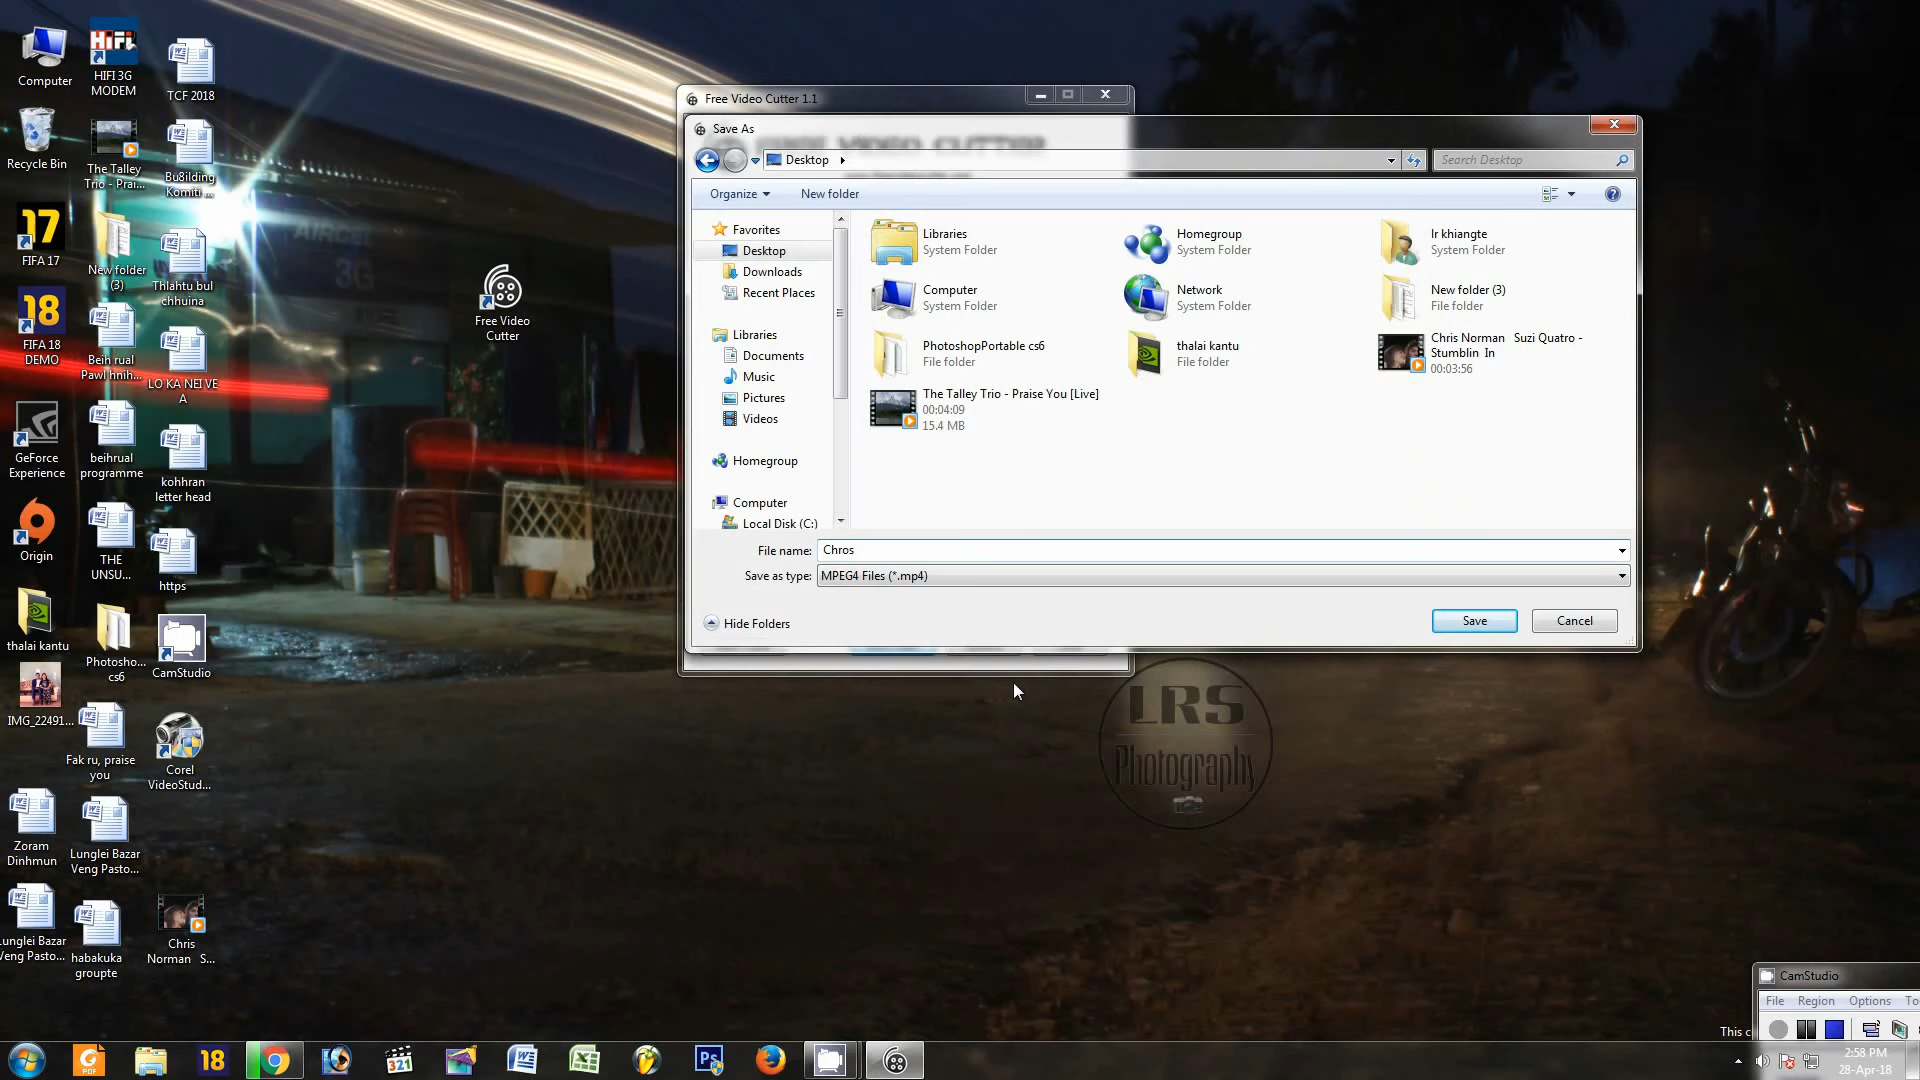 Computer
HIFI 3G
MODEM
TCF 2018
Recycle Bin
The Talley
Trio - Prai...
Bu8ilding
Komiti ...
FIFA 17
New folder
(3)
Thlahtu bul
chhuina
FIFA 18
DEMO
Beih rual
Pawl hnih...
LO KA NEI VE
A
GeForce
Experience
beihrual
programme
kohhran
letter head
Origin
THE
UNSU...
https
thalai kantu
Photosho...
cs6
CamStudio
IMG_22491...
Fak ru, praise
you
Corel
VideoStud...
Zoram
Dinhmun
Lunglei Bazar
Veng Pasto...
Lunglei Bazar
Veng Pasto...
habakuka
groupte
Chris
Norman S...
Free Video
Cutter
AIRCEL
3G
Free Video Cutter 1.1
Save As
Desktop
Search Desktop
Organize
New folder
Favorites
Desktop
Downloads
Recent Places
Libraries
Documents
Music
Pictures
Videos
Homegroup
Computer
Local Disk (C:)
Libraries
System Folder
Homegroup
System Folder
lr khiangte
System Folder
Computer
System Folder
Network
System Folder
New folder (3)
File folder
PhotoshopPortable cs6
File folder
thalai kantu
File folder
Chris Norman Suzi Quatro -
Stumblin In
00:03:56
The Talley Trio - Praise You [Live]
00:04:09
15.4 MB
File name: Chros
Save as type: MPEG4 Files (*.mp4)
Hide Folders
Save
Cancel
LRS
Photography
CamStudio
File Region Options To
This c
2:58 PM
28-Apr-18